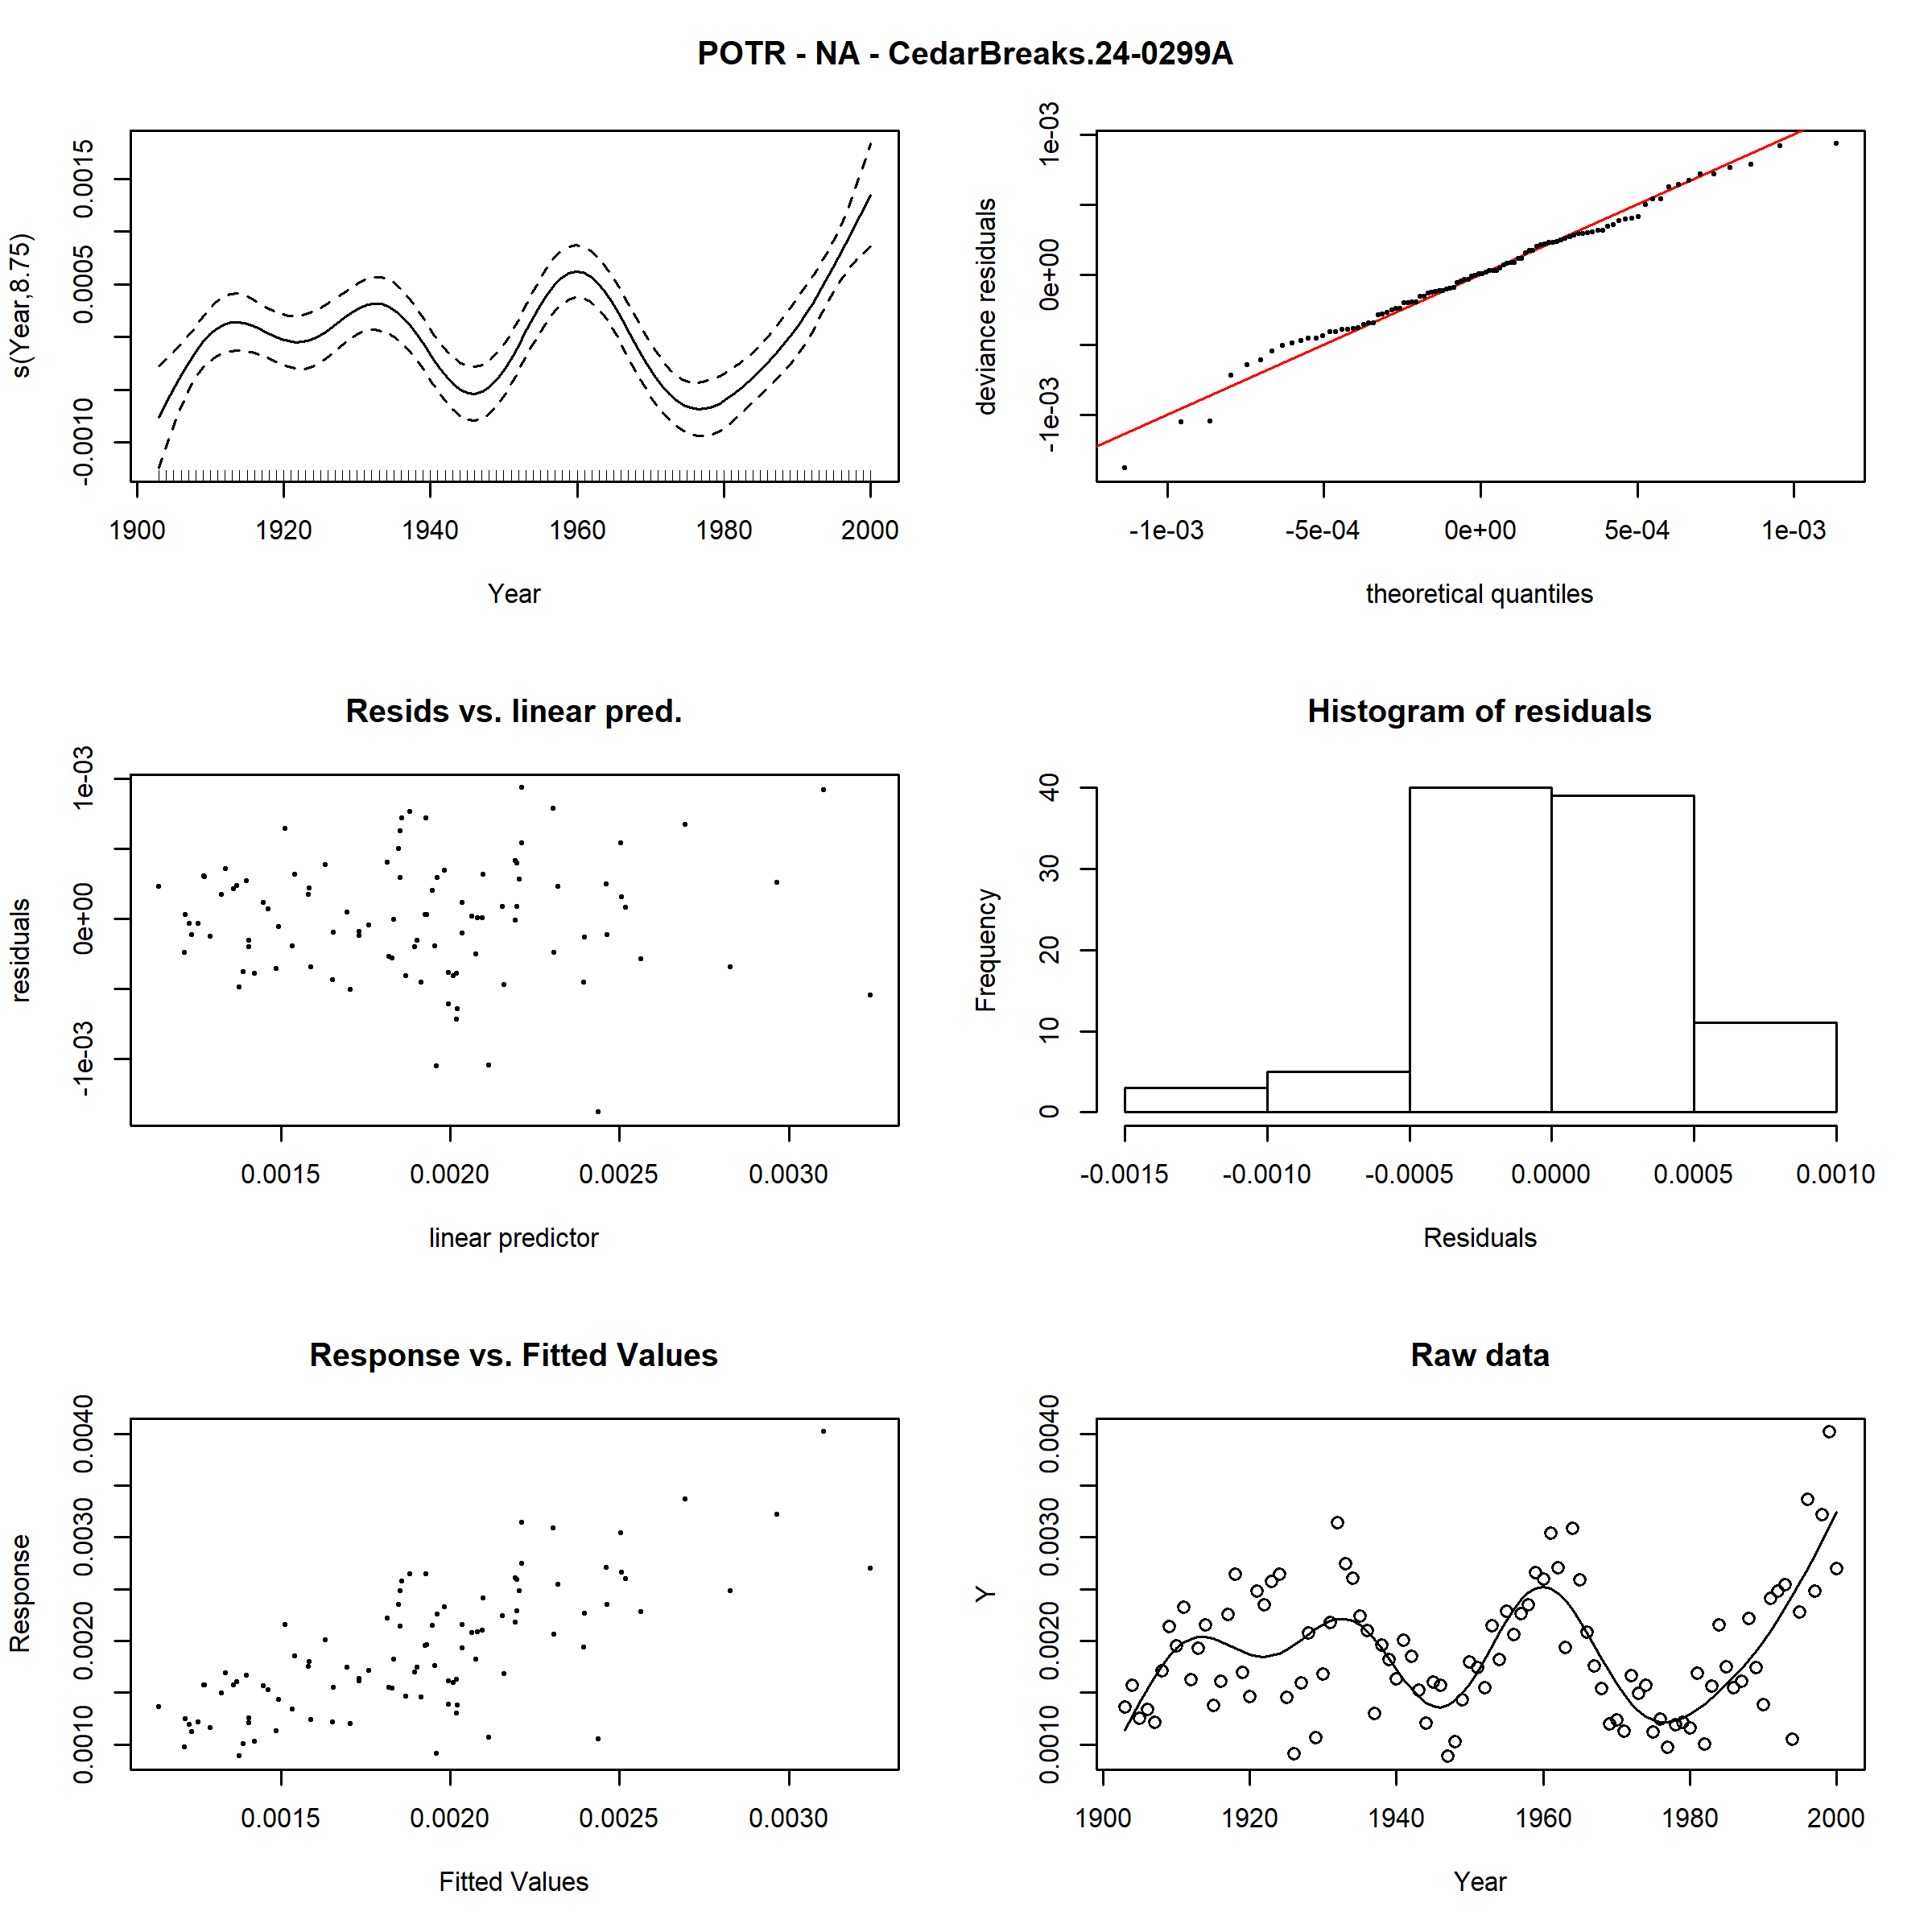 POTR - NA - CedarBreaks.24-0299A
s(Year,8.75)
-0.0010 0.0005 0.0015
1900 1920 1940 1960 1980 2000
Year
deviance residuals
-1e-03 0e+00 1e-03
-1e-03 -5e-04 0e+00 5e-04 1e-03
theoretical quantiles
Resids vs. linear pred.
residuals
-1e-03 0e+00 1e-03
0.0015 0.0020 0.0025 0.0030
linear predictor
Histogram of residuals
Frequency
0 10 20 30 40
-0.0015 -0.0010 -0.0005 0.0000 0.0005 0.0010
Residuals
Response vs. Fitted Values
Response
0.0010 0.0020 0.0030 0.0040
0.0015 0.0020 0.0025 0.0030
Fitted Values
Raw data
Y
0.0010 0.0020 0.0030 0.0040
1900 1920 1940 1960 1980 2000
Year